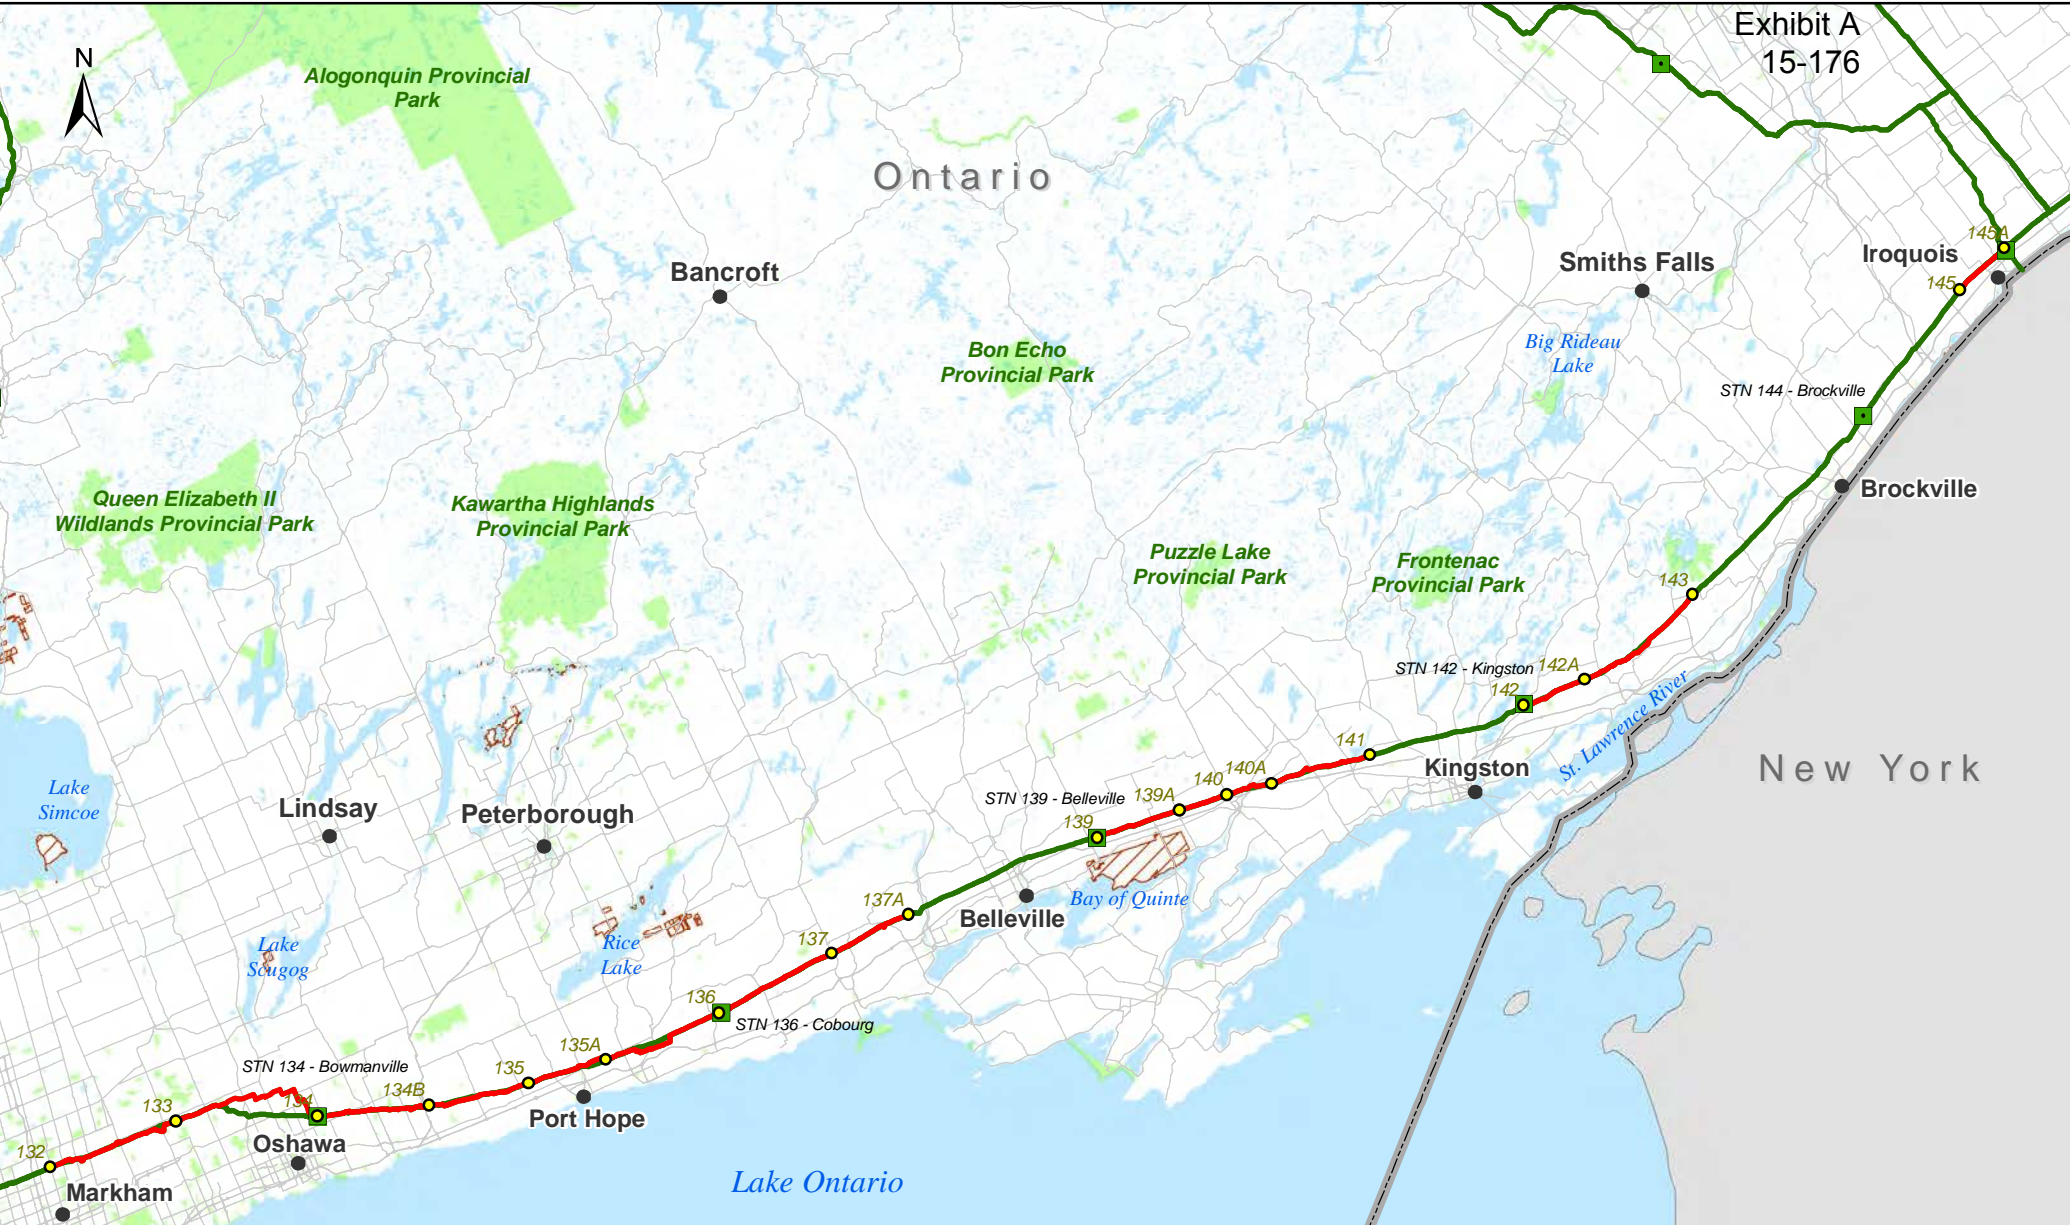 Exhibit A
15-176
N
Alogonquin Provincial
Park
Ontario
145A
Iroquois
Smiths Falls
Bancroft
145
Big Rideau
Lake
Bon Echo
Provincial Park
STN 144 - Brockville
Brockville
Queen Elizabeth II
Wildlands Provincial Park
Kawartha Highlands
Provincial Park
Puzzle Lake
Provincial Park
Frontenac
Provincial Park
143
STN 142 - Kingston
142A
142
St. Lawrence River
141
New York
Kingston
140A
140
139A
STN 139 - Belleville
139
Lake
Simcoe
Lindsay
Peterborough
137A
Bay of Quinte
Belleville
137
Lake
Scugog
Rice
Lake
136
STN 136 - Cobourg
135A
STN 134 - Bowmanville
135
134B
134
133
Port Hope
Oshawa
132
Markham
Lake Ontario